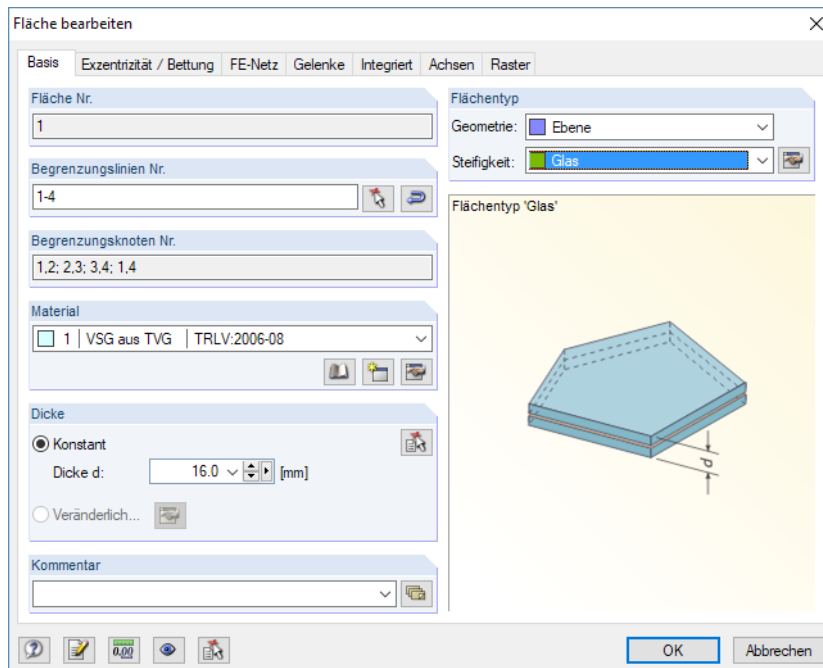 Fläche bearbeiten
Basis Exzentrizität / Bettung FE-Netz Gelenke Integriert Achsen Raster
Fläche Nr.
1
Begrenzungslinien Nr.
1-4
Begrenzungsknoten Nr.
1,2; 2,3; 3,4; 1,4
Material
1 VSG aus TVG TRLV:2006-08
Dicke
Konstant
Dicke d: 16.0 [mm]
Veränderlich...
Kommentar
Flächentyp
Geometrie: Ebene
Steifigkeit: Glas
Flächentyp 'Glas'
d
0.00
OK Abbrechen